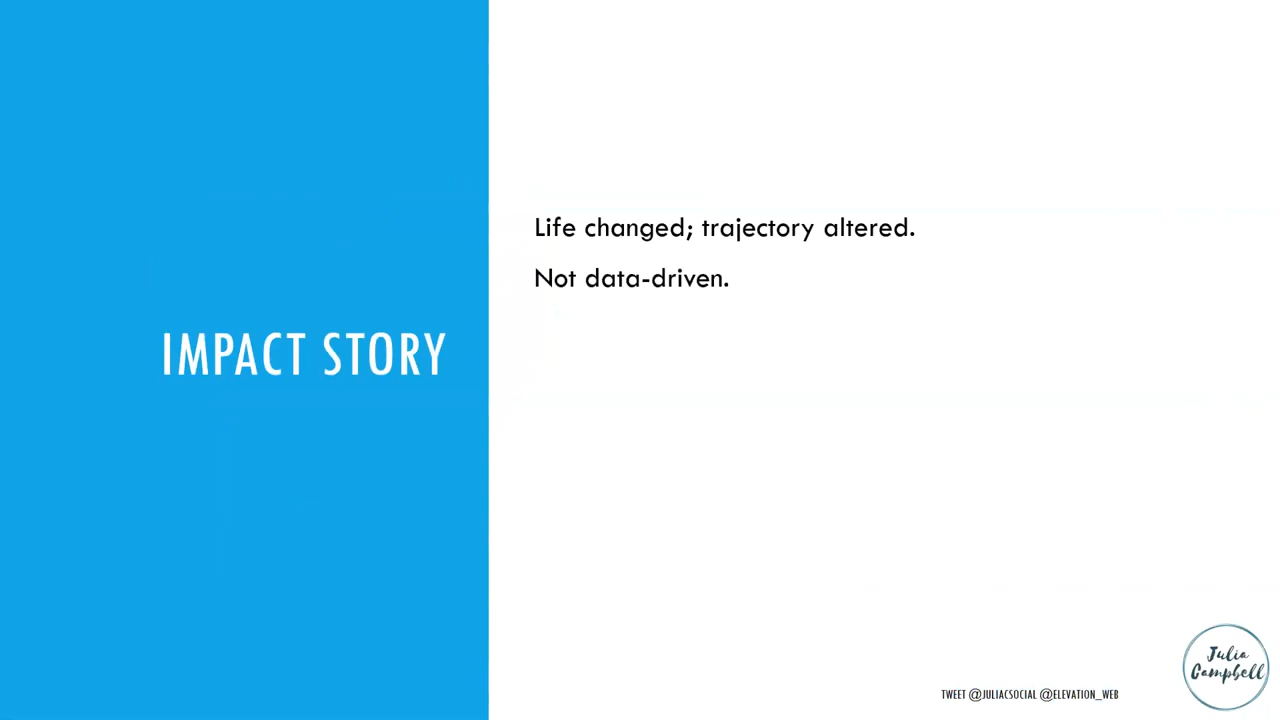 IMPACT STORY
Life changed; trajectory altered.
Not data-driven.
TWEET @JULIACSOCIAL @ELEVATION_WEB
Julia
Campbell